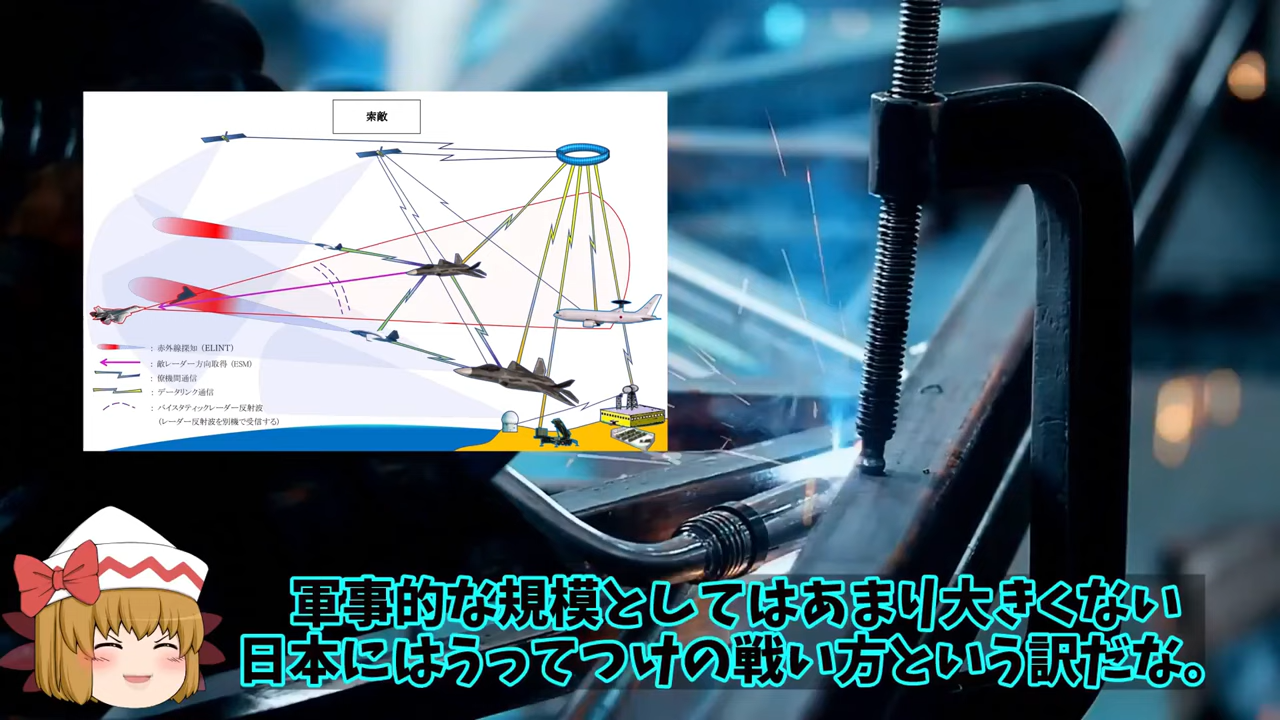 索敵
: 赤外線探知 (ELINT)
: 敵レーダー方向取得 (ESM)
: 僚機間通信
: データリンク通信
: バイスタティックレーダー反射波
(レーダー反射波を別機で受信する)
軍事的な規模としてはあまり大きくない
日本にはうってつけの戦い方という訳だな。